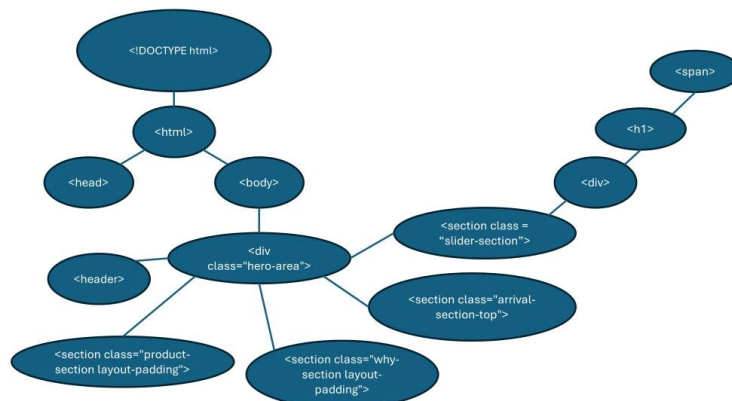 <!DOCTYPE html>
<span>
<h1>
<html>
<head>
<body>
<div>
<section class =
“slider-section”>
<div
class="hero-area">
<header>
<section class="arrival-
section-top">
<section class="product-
section layout-padding">
<section class="why-
section layout-
padding">